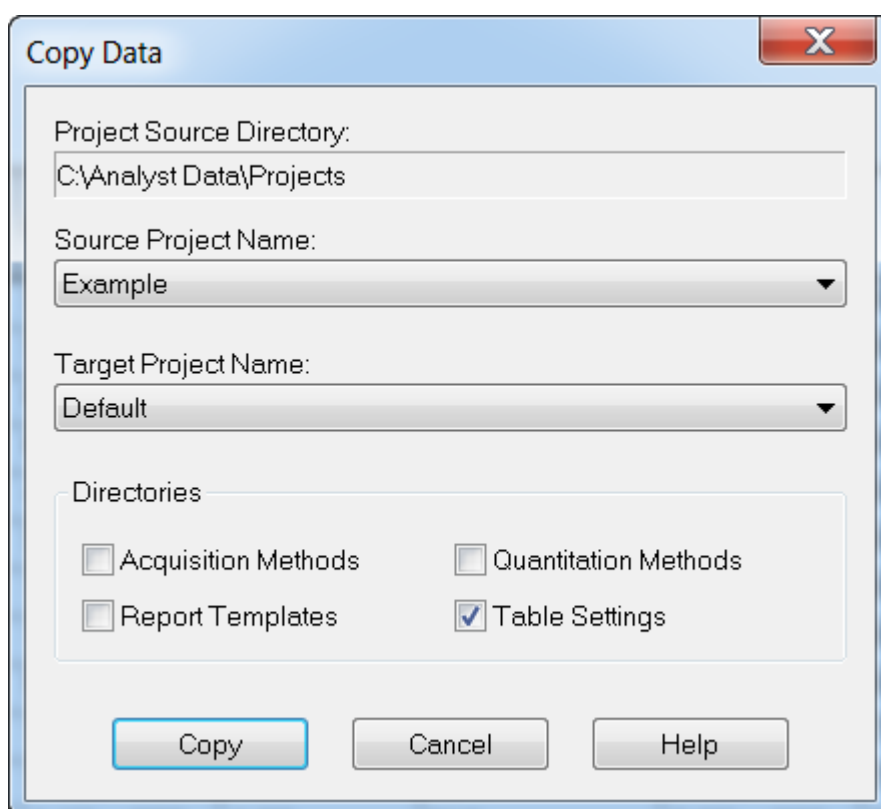 Copy Data
Project Source Directory:
C:\Analyst Data\Projects
Source Project Name:
Example
Target Project Name:
Default
Directories
Acquisition Methods Quantitation Methods
Report Templates Table Settings
Copy Cancel Help